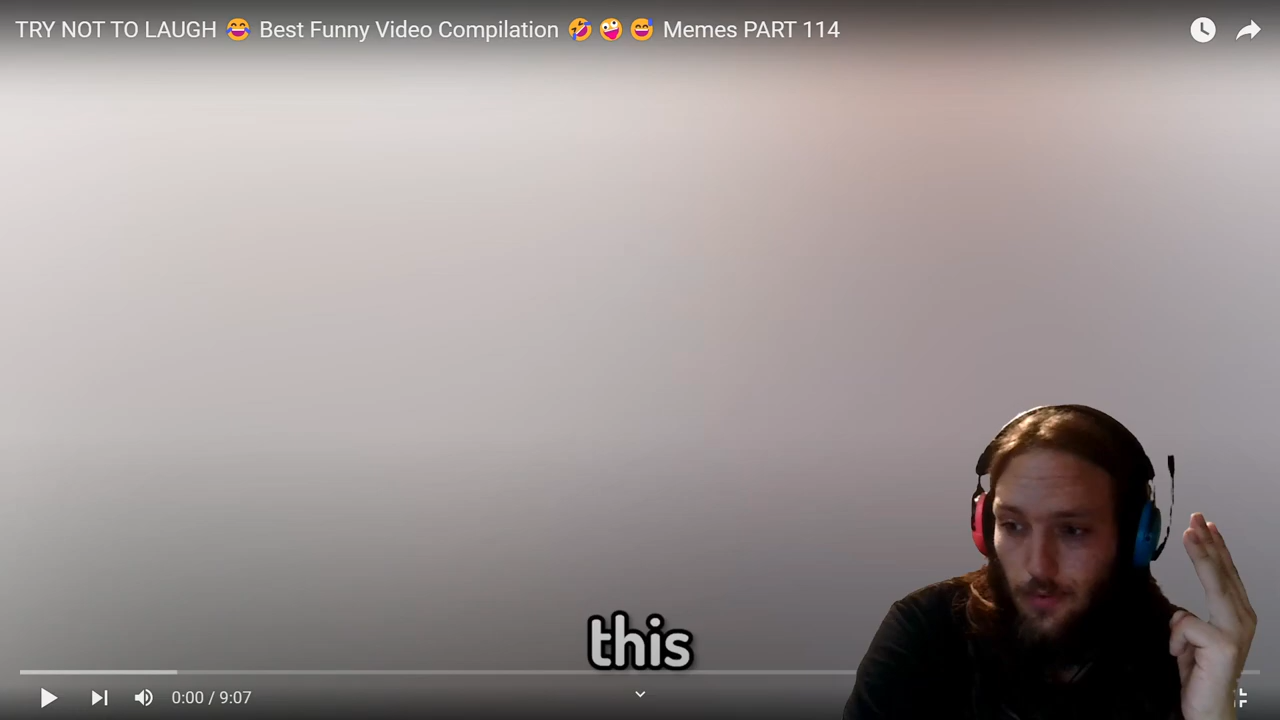 TRY NOT TO LAUGH 😂 Best Funny Video Compilation 🤣🤪😅 Memes PART 114
this
0:00 / 9:07